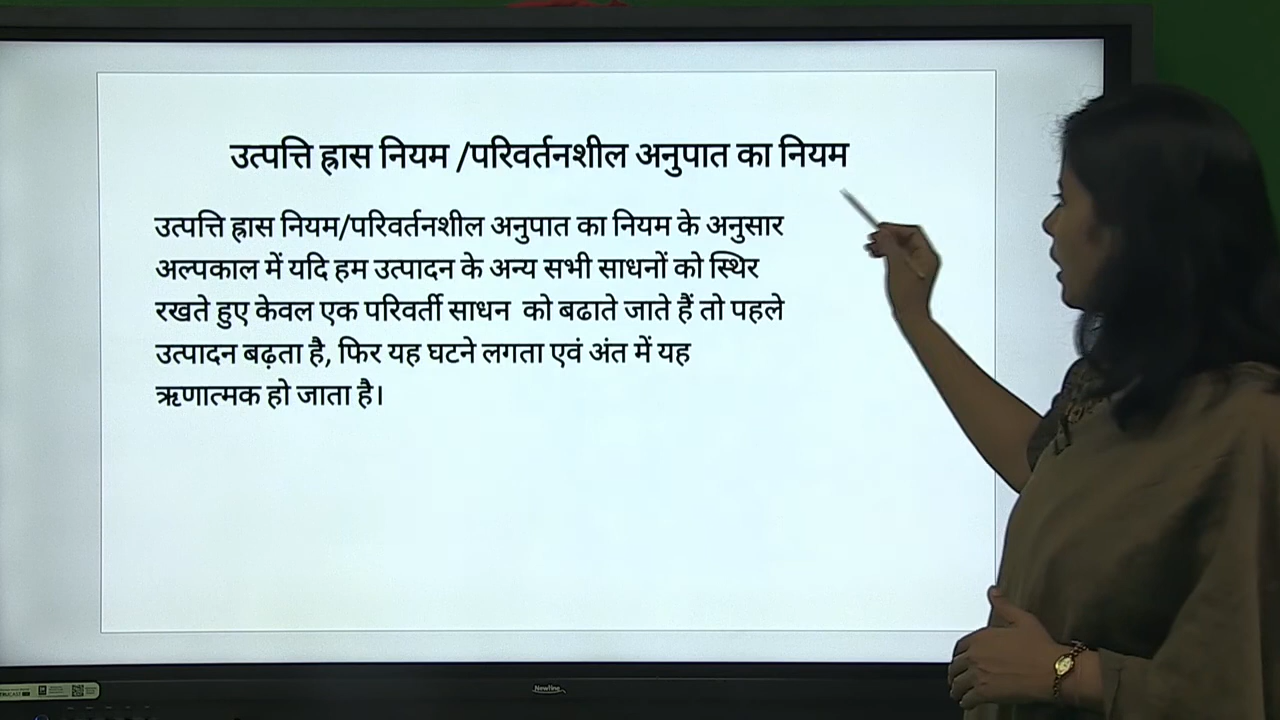 उत्पत्ति ह्रास नियम /परिवर्तनशील अनुपात का नियम
उत्पत्ति ह्रास नियम/परिवर्तनशील अनुपात का नियम के अनुसार
अल्पकाल में यदि हम उत्पादन के अन्य सभी साधनों को स्थिर
रखते हुए केवल एक परिवर्ती साधन को बढाते जाते हैं तो पहले
उत्पादन बढ़ता है, फिर यह घटने लगता एवं अंत में यह
ऋणात्मक हो जाता है।
Newline